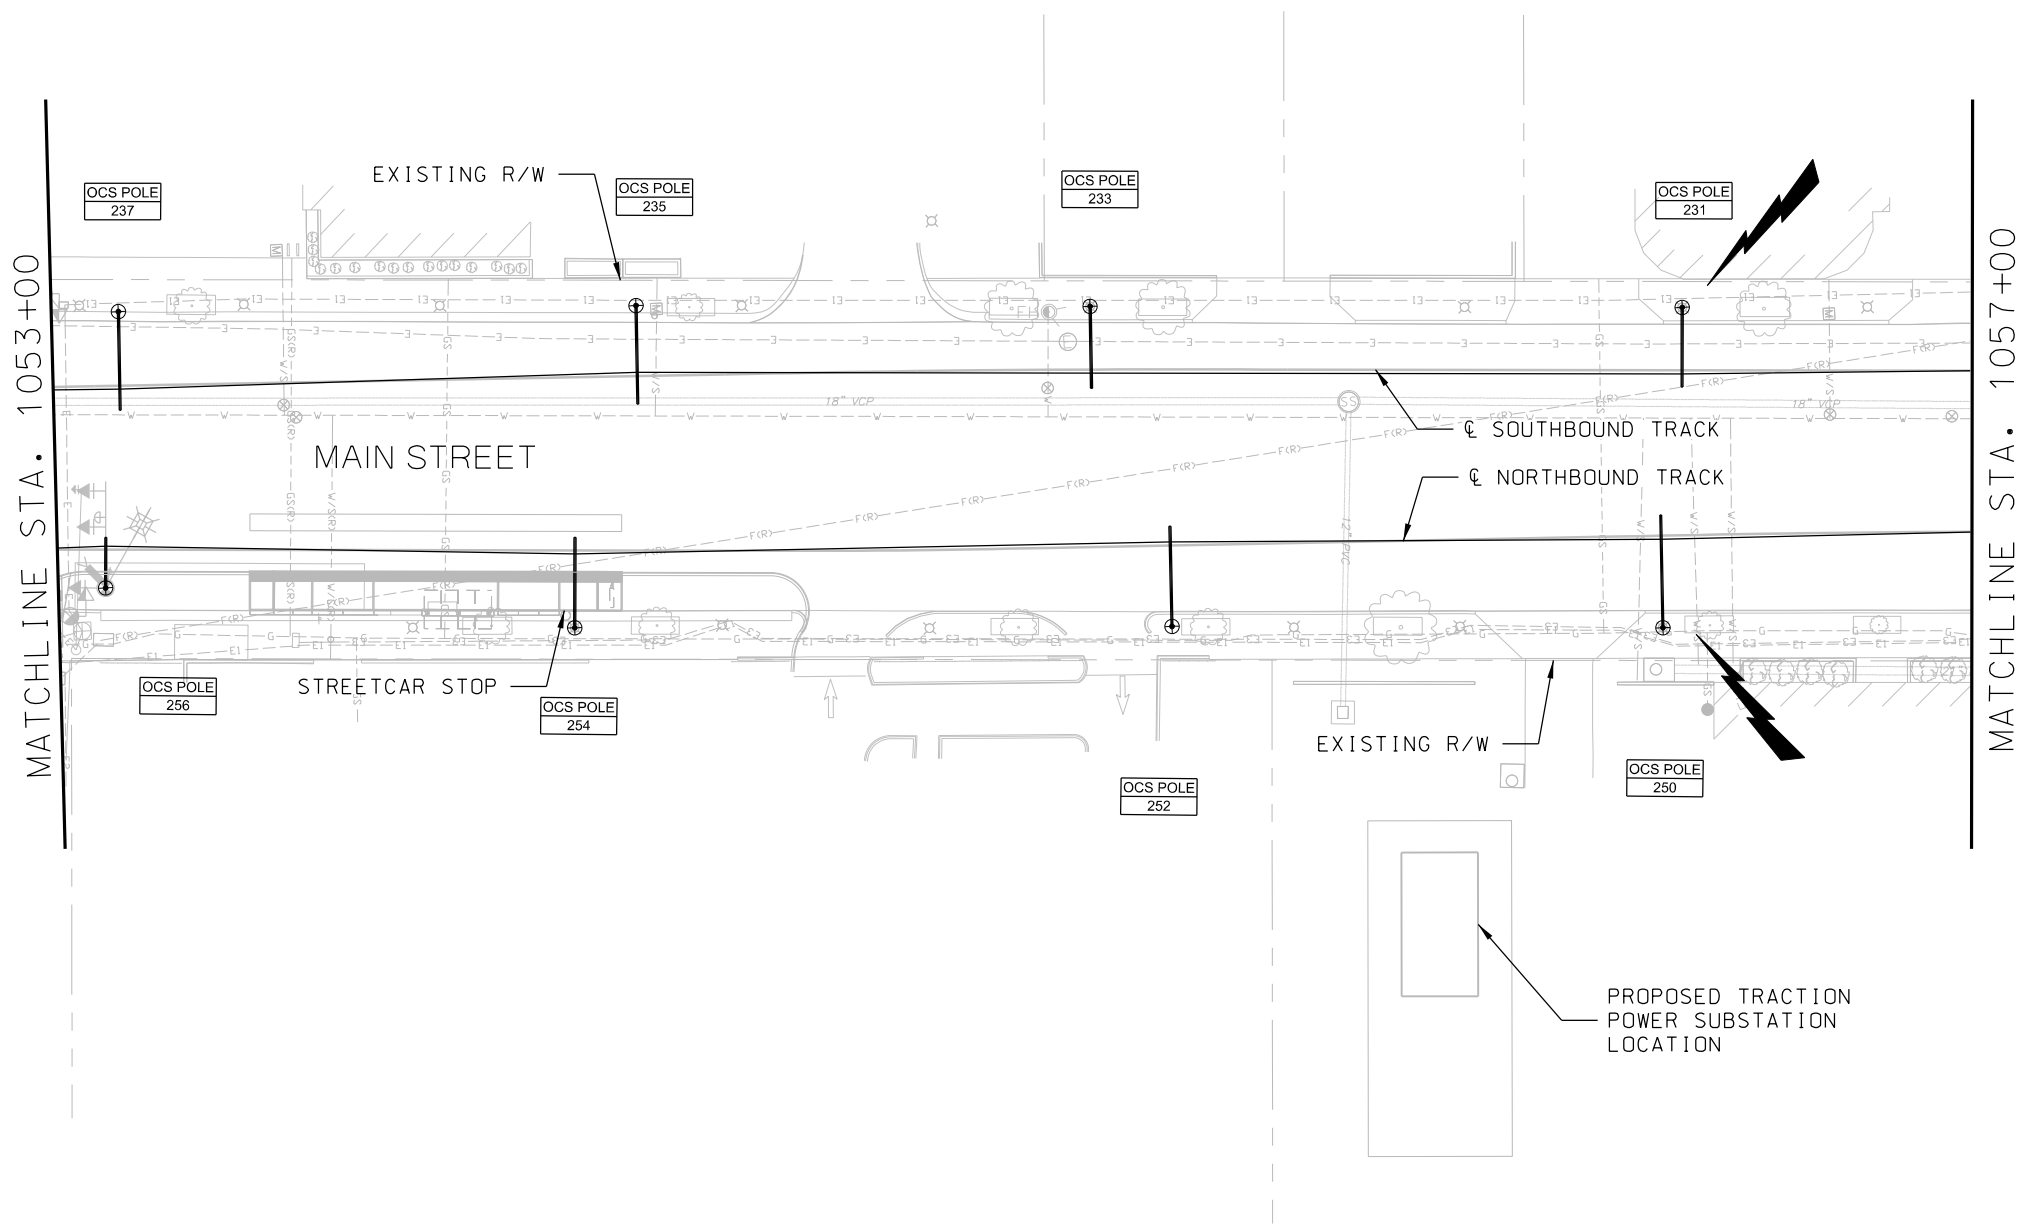 EXISTING R/W
OCS POLE
237
OCS POLE
235
OCS POLE
233
OCS POLE
231
MATCHLINE STA. 1053+00
MATCHLINE STA. 1057+00
18" VCP
18" VCP
SS
℄ SOUTHBOUND TRACK
MAIN STREET
℄ NORTHBOUND TRACK
12" PVC
STREETCAR STOP
OCS POLE
256
OCS POLE
254
EXISTING R/W
OCS POLE
252
OCS POLE
250
PROPOSED TRACTION
POWER SUBSTATION
LOCATION